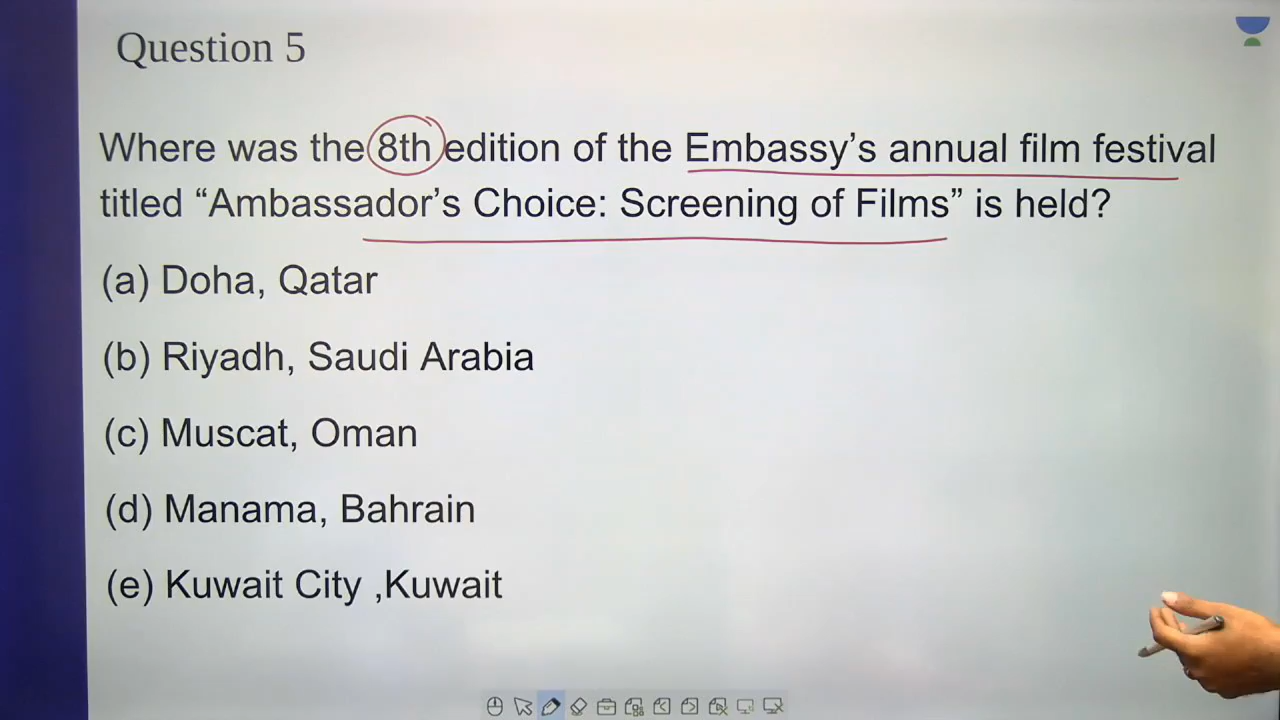 Question 5
Where was the 8th edition of the Embassy’s annual film festival
titled “Ambassador’s Choice: Screening of Films” is held?
(a) Doha, Qatar
(b) Riyadh, Saudi Arabia
(c) Muscat, Oman
(d) Manama, Bahrain
(e) Kuwait City ,Kuwait